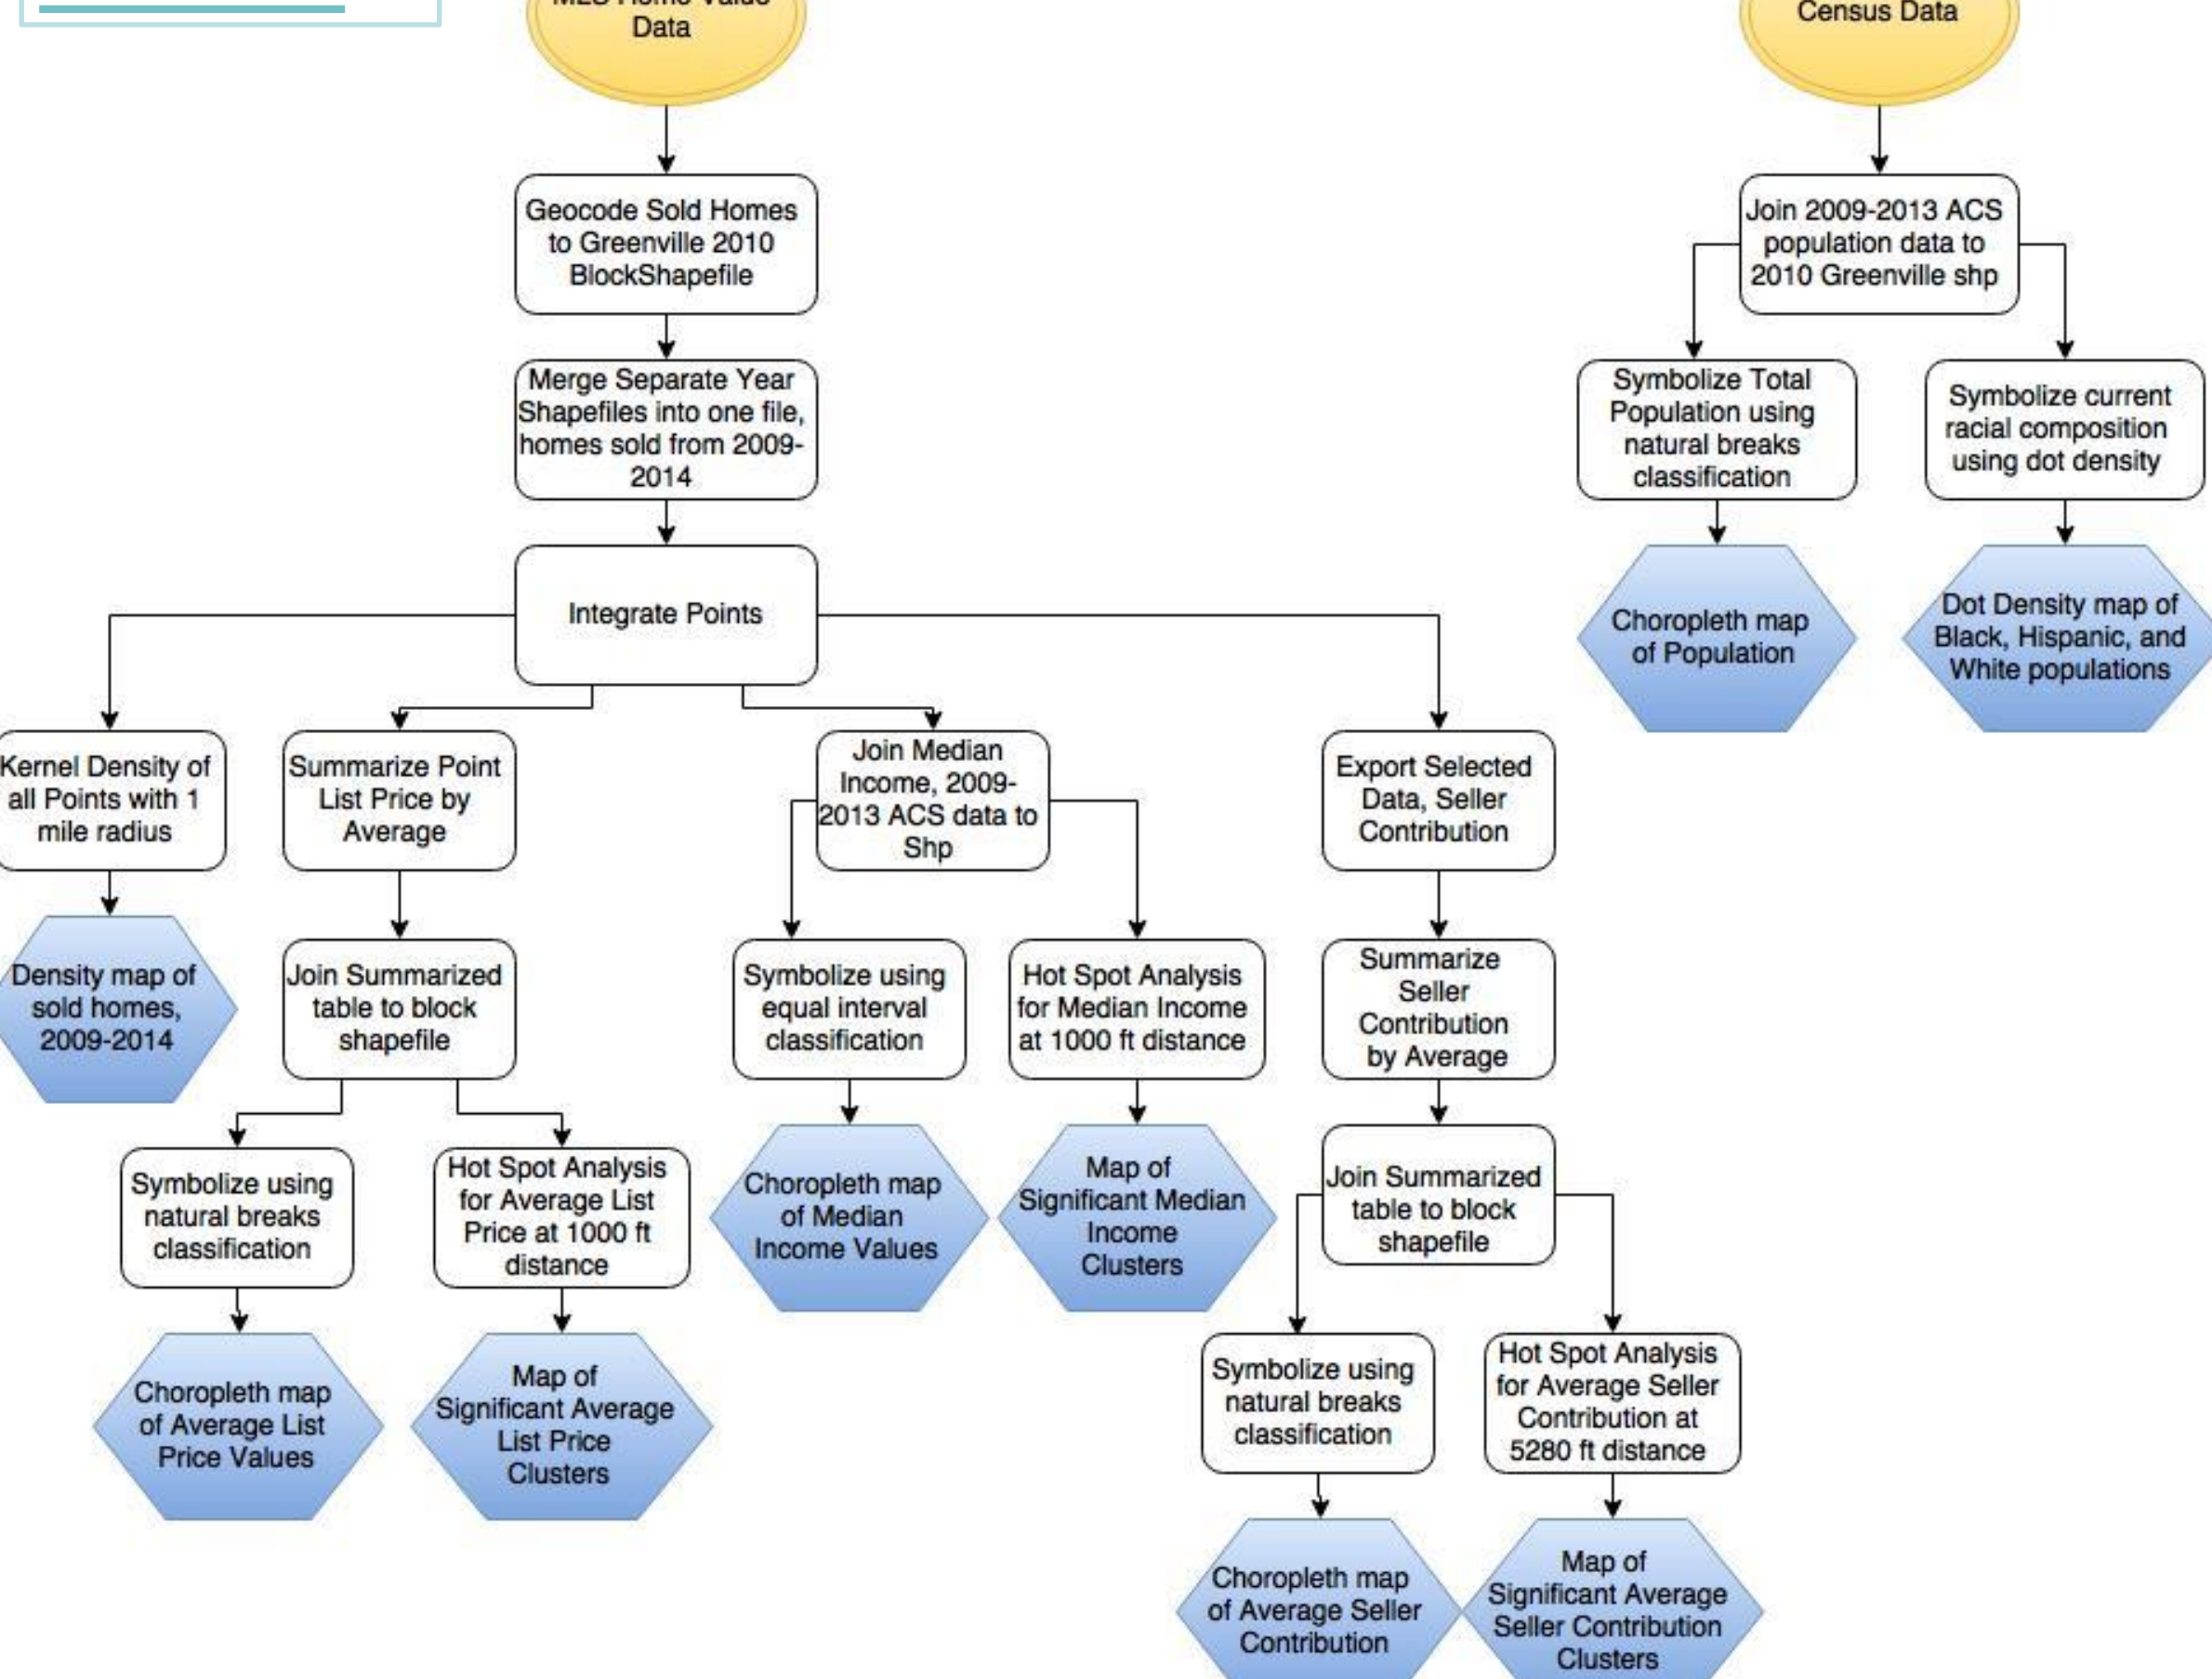 MLS Home Value
Data
Census Data
Geocode Sold Homes
to Greenville 2010
BlockShapefile
Join 2009-2013 ACS
population data to
2010 Greenville shp
Merge Separate Year
Shapefiles into one file,
homes sold from 2009-
2014
Symbolize Total
Population using
natural breaks
classification
Symbolize current
racial composition
using dot density
Integrate Points
Choropleth map
of Population
Dot Density map of
Black, Hispanic, and
White populations
Kernel Density of
all Points with 1
mile radius
Summarize Point
List Price by
Average
Join Median
Income, 2009-
2013 ACS data to
Shp
Export Selected
Data, Seller
Contribution
Density map of
sold homes,
2009-2014
Join Summarized
table to block
shapefile
Symbolize using
equal interval
classification
Hot Spot Analysis
for Median Income
at 1000 ft distance
Summarize
Seller
Contribution
by Average
Symbolize using
natural breaks
classification
Hot Spot Analysis
for Average List
Price at 1000 ft
distance
Choropleth map
of Median
Income Values
Map of
Significant Median
Income
Clusters
Join Summarized
table to block
shapefile
Choropleth map
of Average List
Price Values
Map of
Significant Average
List Price
Clusters
Symbolize using
natural breaks
classification
Hot Spot Analysis
for Average Seller
Contribution at
5280 ft distance
Choropleth map
of Average Seller
Contribution
Map of
Significant Average
Seller Contribution
Clusters